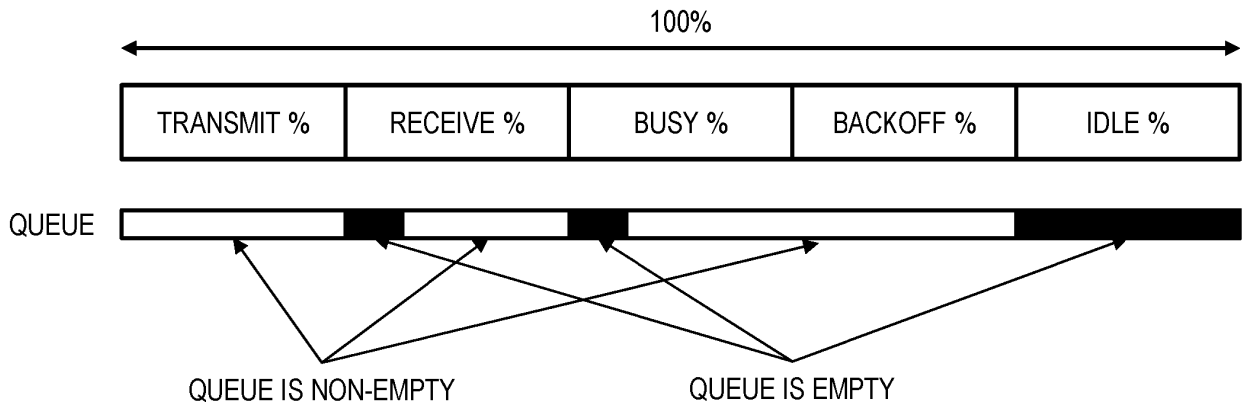 100%
TRANSMIT % RECEIVE % BUSY % BACKOFF % IDLE %
QUEUE
QUEUE IS NON-EMPTY QUEUE IS EMPTY